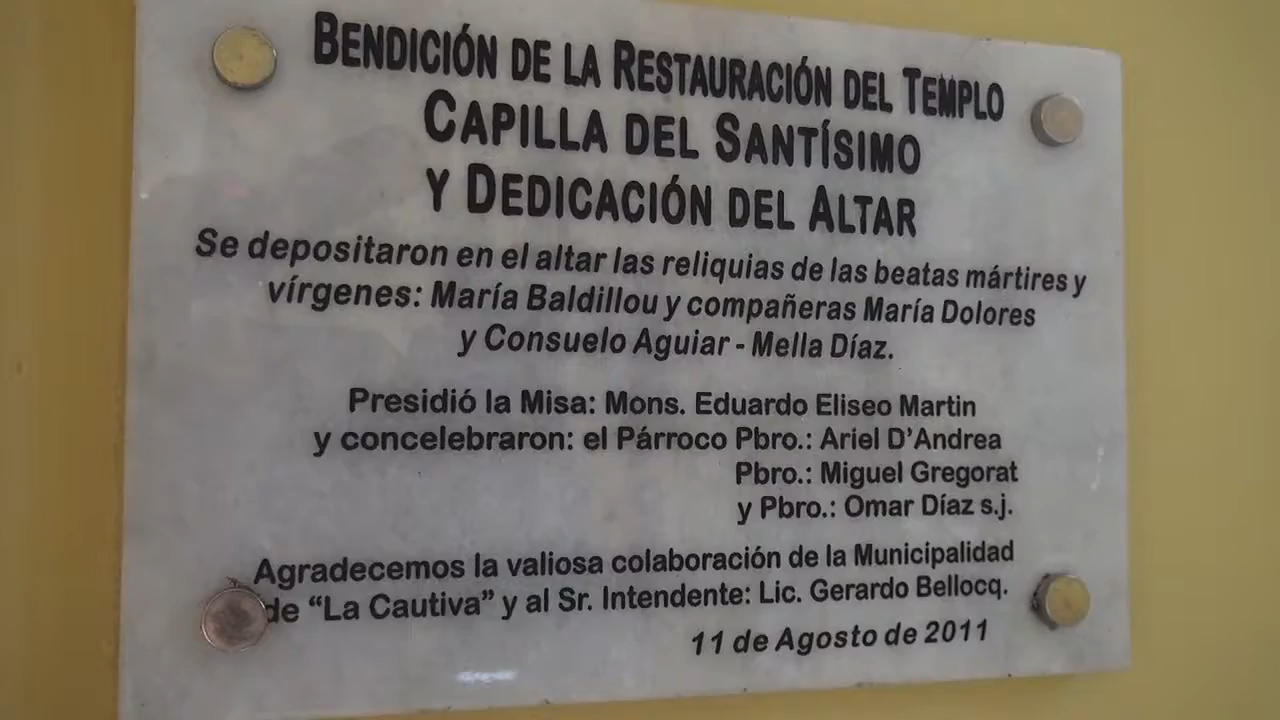 BENDICIÓN DE LA RESTAURACIÓN DEL TEMPLO
CAPILLA DEL SANTÍSIMO
Y DEDICACIÓN DEL ALTAR
Se depositaron en el altar las reliquias de las beatas mártires y
vírgenes: María Baldillou y compañeras María Dolores
y Consuelo Aguiar - Mella Díaz.
Presidió la Misa: Mons. Eduardo Eliseo Martin
y concelebraron: el Párroco Pbro.: Ariel D'Andrea
Pbro.: Miguel Gregorat
y Pbro.: Omar Díaz s.j.
Agradecemos la valiosa colaboración de la Municipalidad
de "La Cautiva" y al Sr. Intendente: Lic. Gerardo Bellocq.
11 de Agosto de 2011